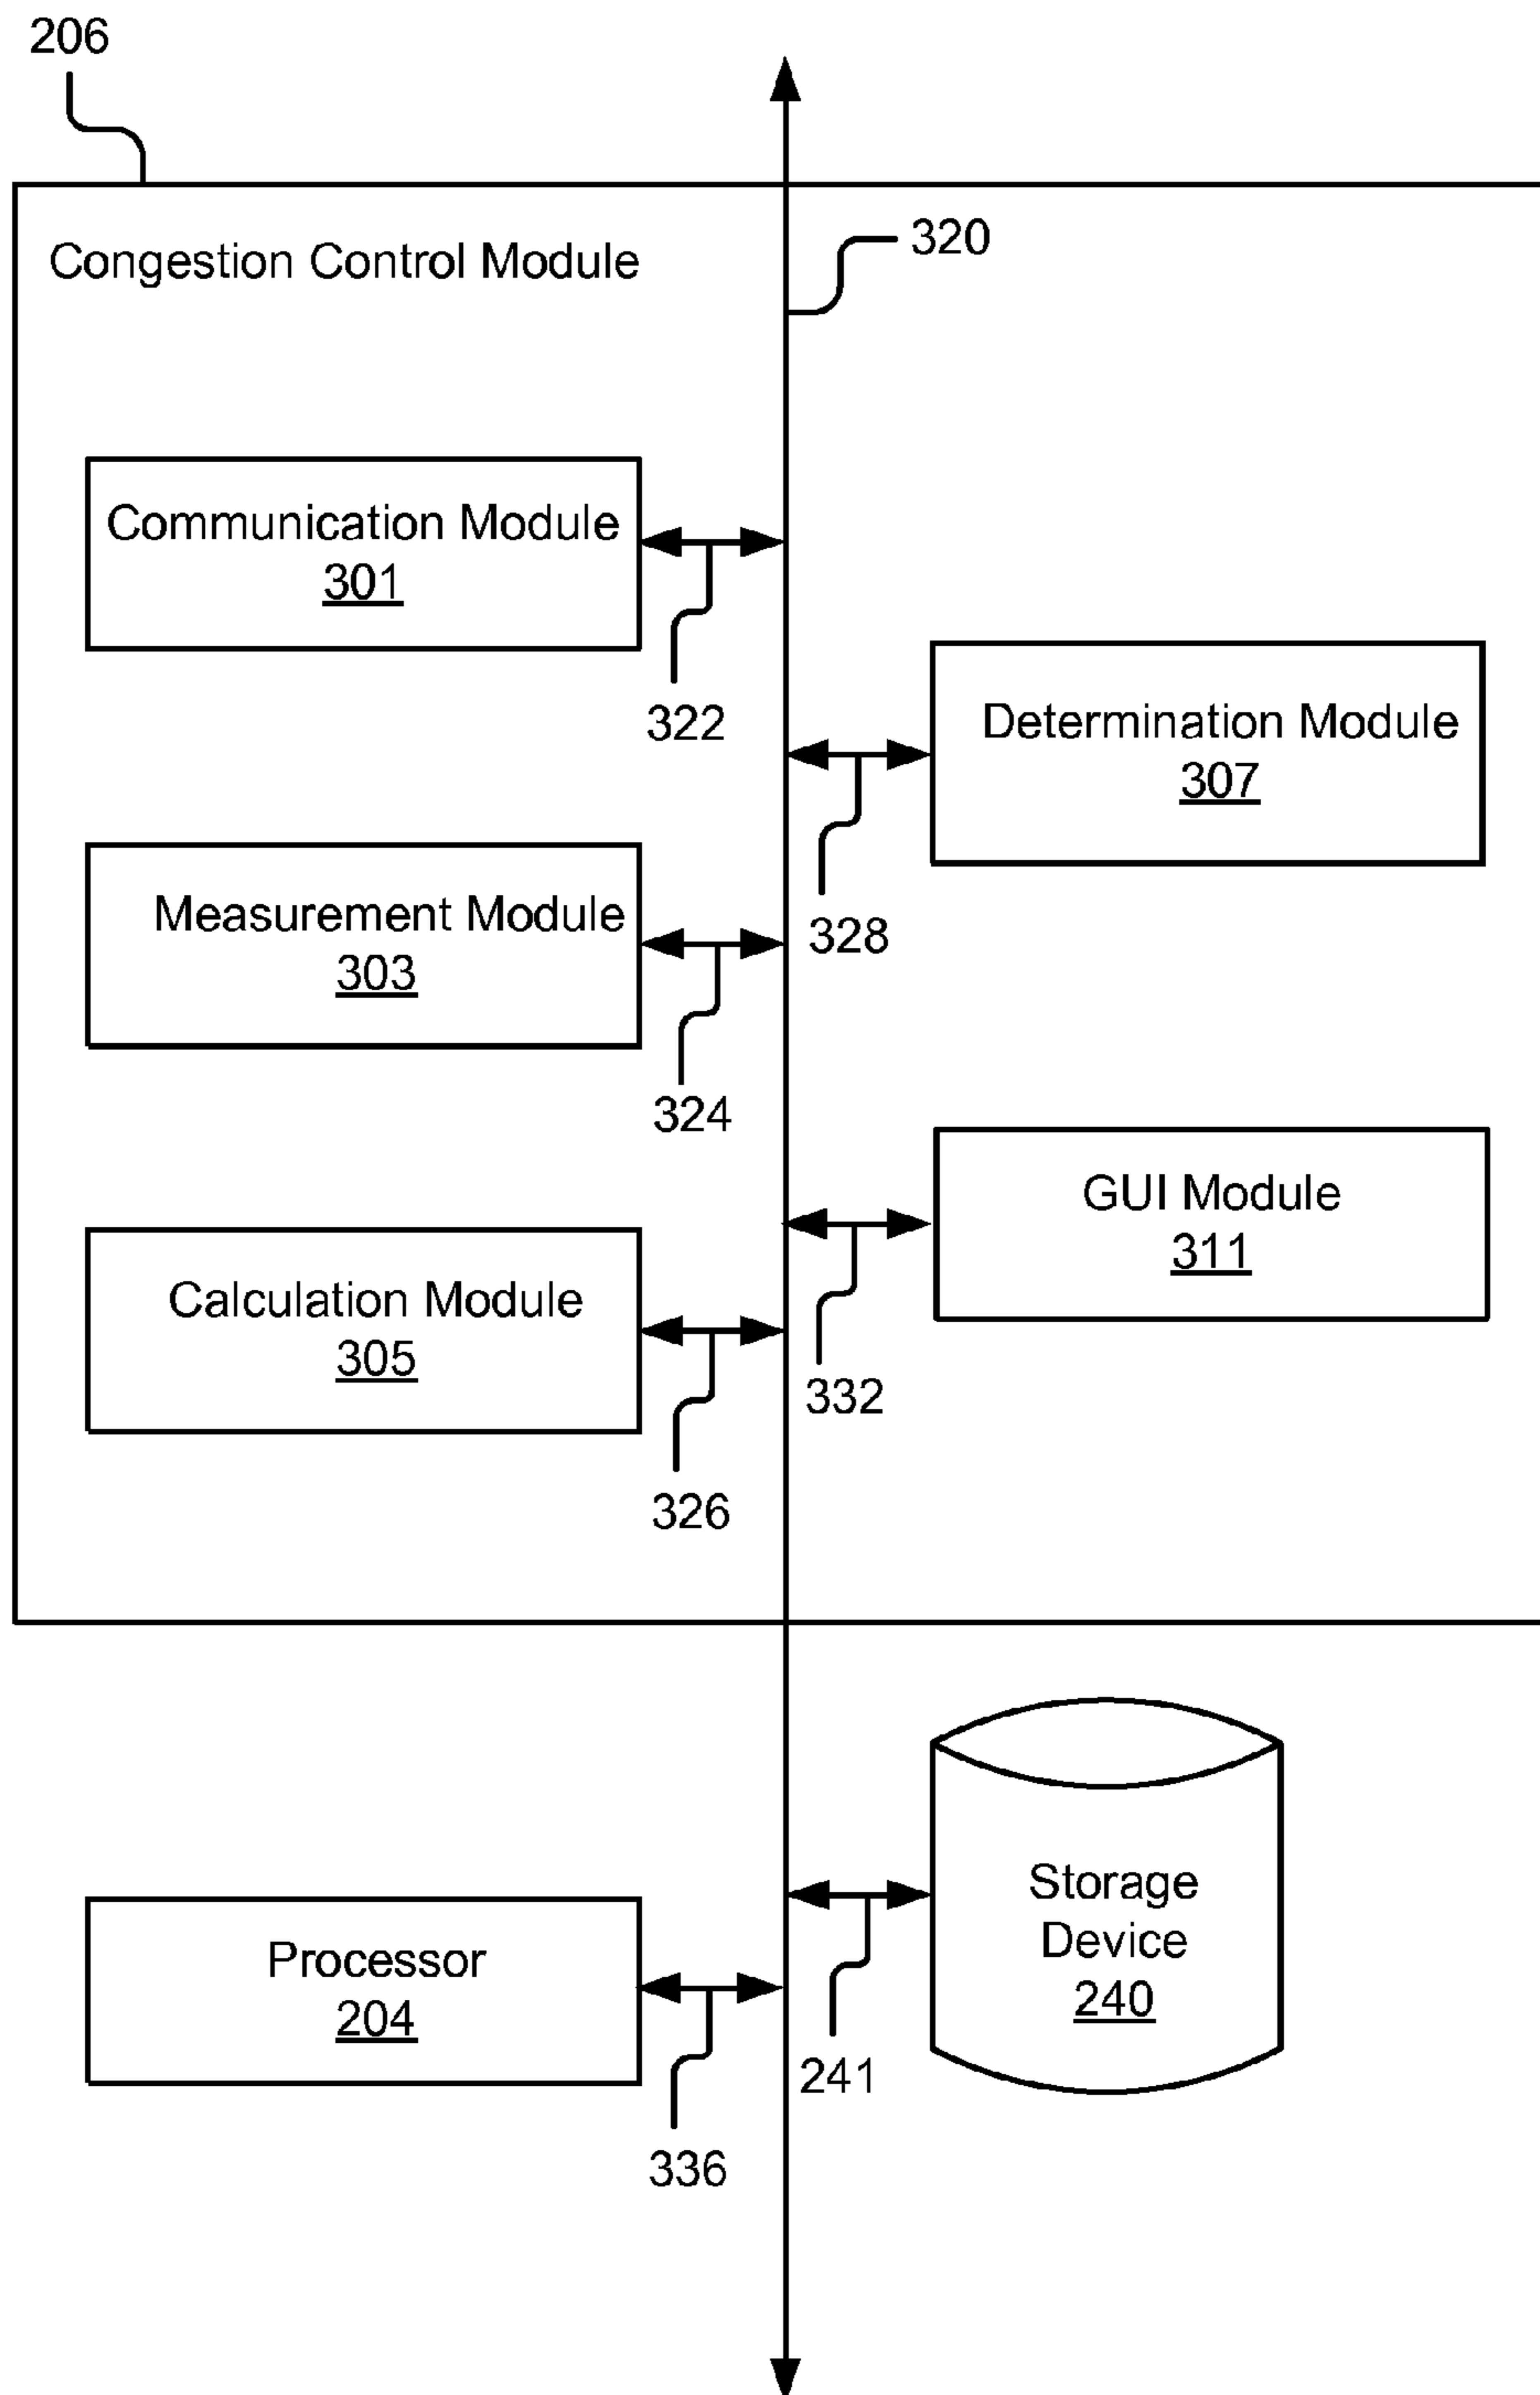 206
320
Congestion Control Module
Communication Module
301
322
Determination Module
307
328
Measurement Module
303
324
GUI Module
311
332
Calculation Module
305
326
Storage
Device
240
241
Processor
204
336